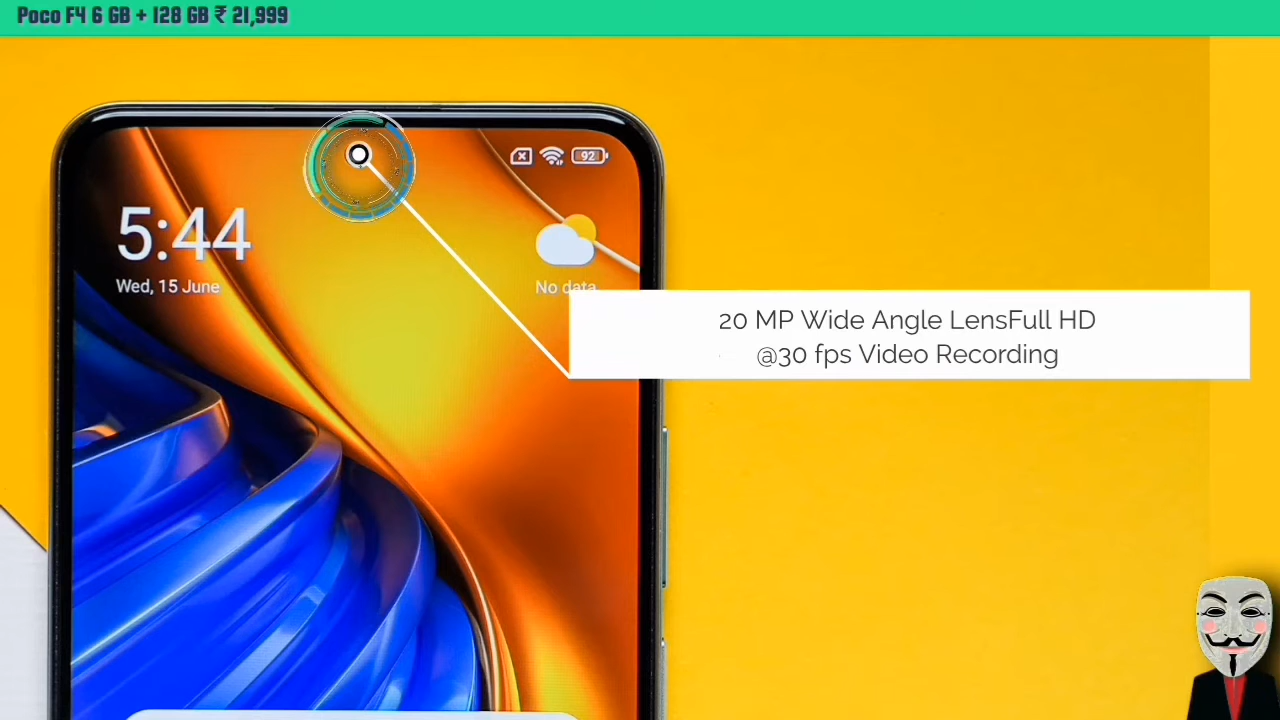 Poco F4 6 GB + 128 GB ₹ 21,999
92
5:44
Wed, 15 June
No data
20 MP Wide Angle LensFull HD
@30 fps Video Recording